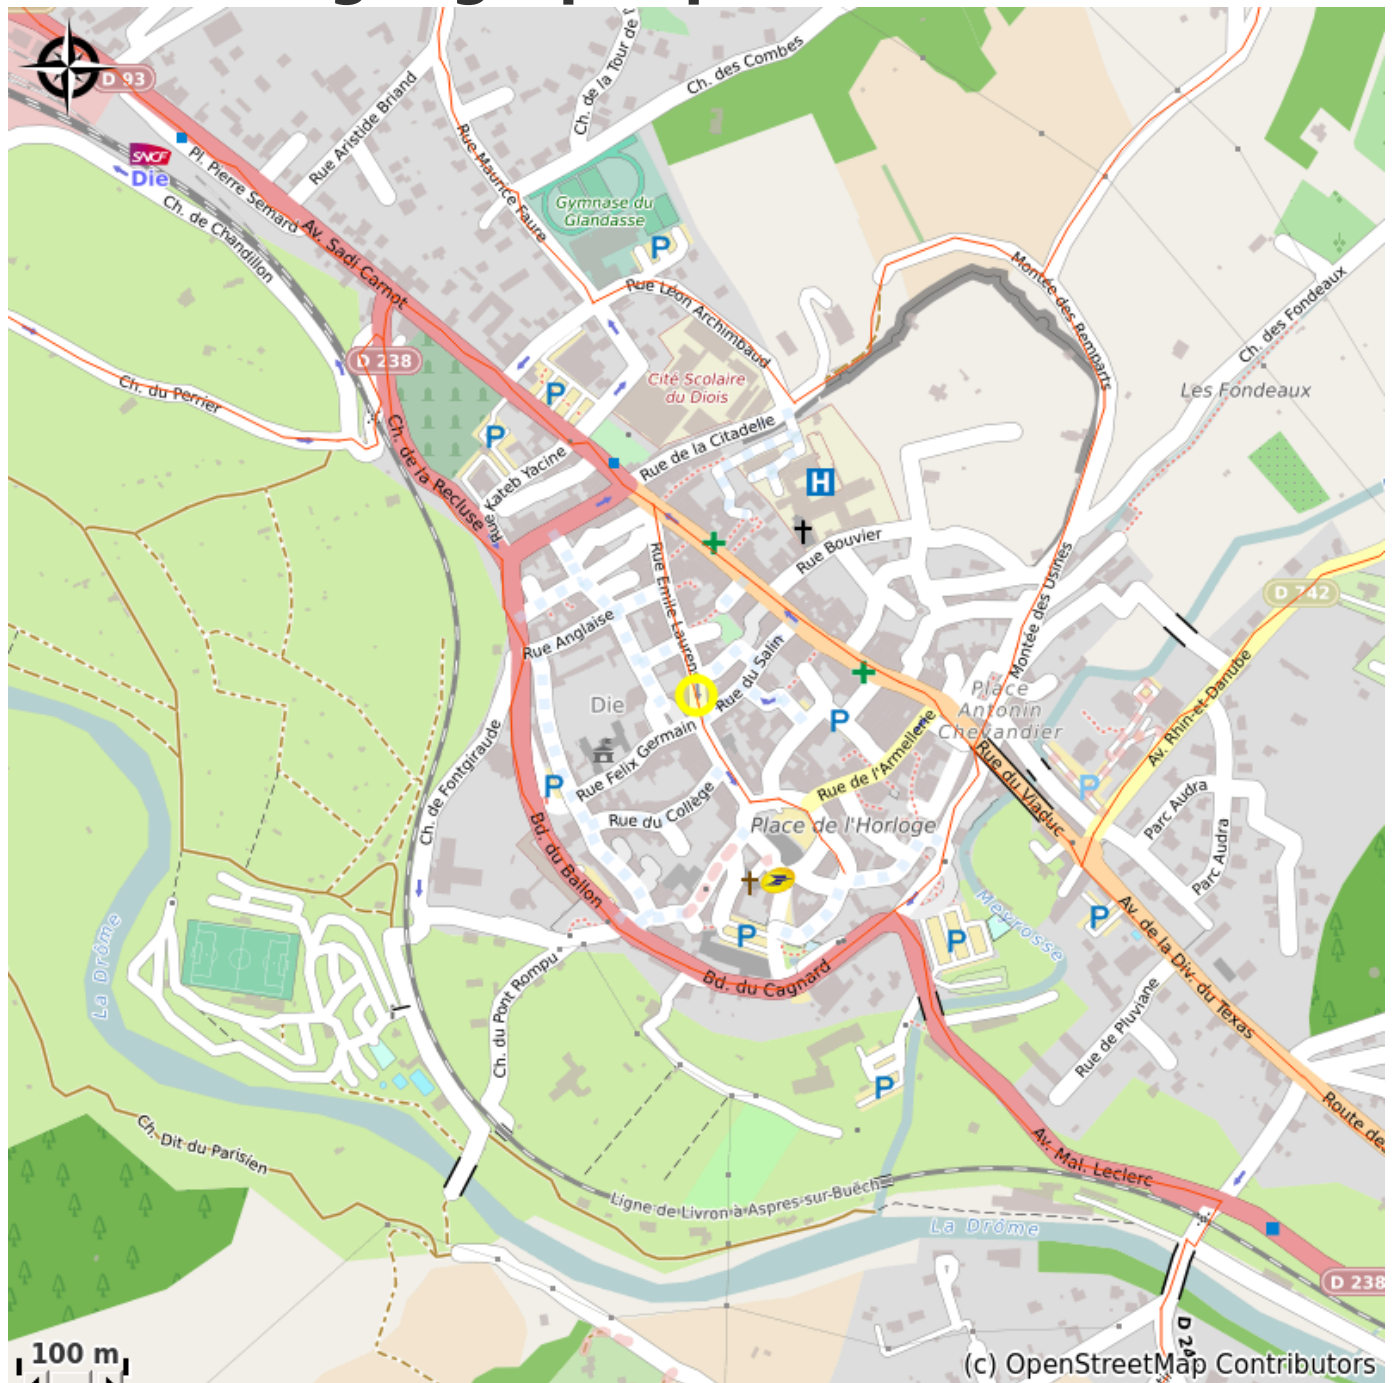 D 93
Ch. de la Tour de
Ch. des Combes
Rue Aristide Briand
Rue Maurice Faure
SNCF
Die
Pl. Pierre Semard
Gymnase du
Glandasse
P
Ch. de Chandillon
Av. Sadi Carnot
Montée des Remparts
Rue Léon Archimbaud
Ch. des Fondeaux
D 238
Ch. du Perrier
Cité Scolaire
du Diois
P
Les Fondeaux
P
Rue de la Citadelle
Ch. de la Recluse
Rue Kateb Yacine
H
Rue Bouvier
Rue Emile Laurens
Montée des Usines
D 742
Rue Anglaise
Rue du Salin
Place
Antonin
Chevandier
Die
P
Av. Rhin-et-Danube
Rue Felix Germain
Rue de l'Armellerie
Ch. de Fontgiraude
Rue du Viaduc
P
P
Parc Audra
Rue du Collège
Place de l'Horloge
Parc Audra
Bd. du Ballon
Meyrosse
Av. de la Div. du Texas
P
P
P
La Drôme
Bd. du Cagnard
Ch. du Pont Rompu
Rue de Pluviane
P
Route de
Ch. Dit du Parisien
Av. Mal. Leclerc
Ligne de Livron à Aspres-sur-Buëch
La Drôme
D 238
D 24
100 m
(c) OpenStreetMap Contributors